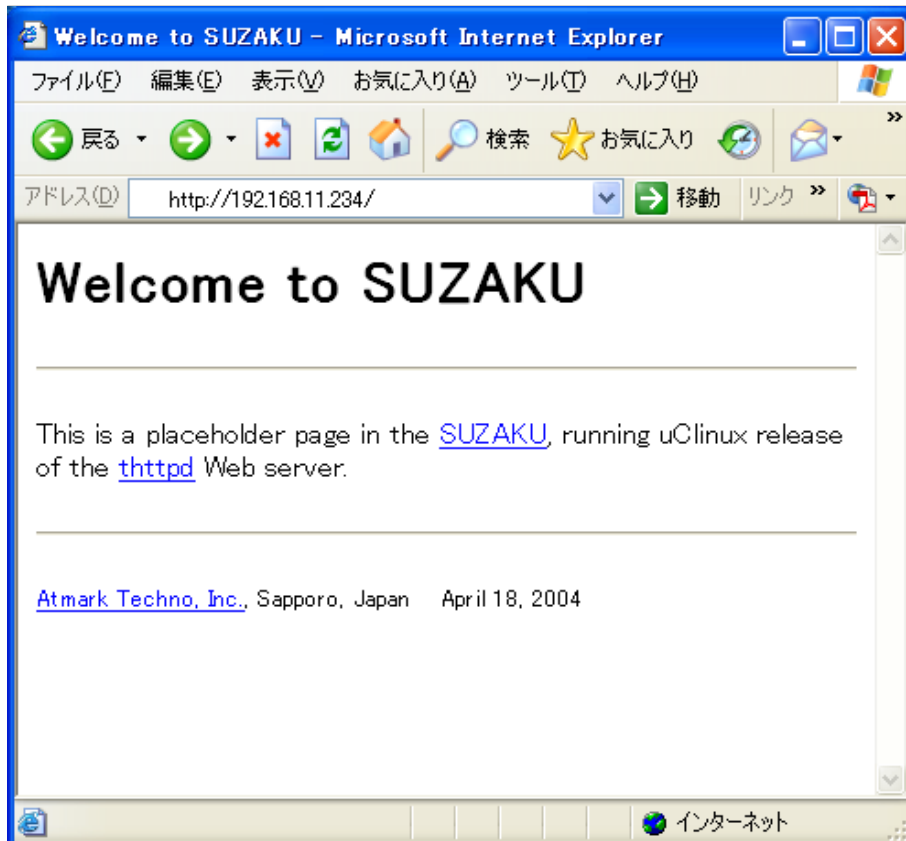 Welcome to SUZAKU - Microsoft Internet Explorer
ファイル(F) 編集(E) 表示(V) お気に入り(A) ツール(T) ヘルプ(H)
戻る 検索 お気に入り »
アドレス(D) http://192.168.11.234/ 移動 リンク »
Welcome to SUZAKU
This is a placeholder page in the SUZAKU, running uClinux release
of the thttpd Web server.
Atmark Techno, Inc., Sapporo, Japan April 18, 2004
インターネット